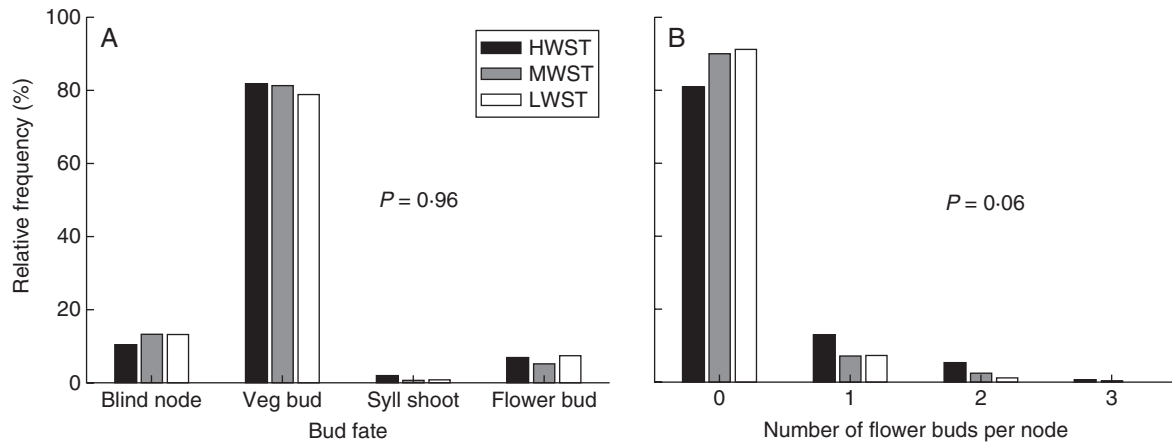 100
80
60
40
20
0
Relative frequency (%)
A
HWST
MWST
LWST
P = 0·96
Blind node
Veg bud
Syll shoot
Flower bud
Bud fate
B
P = 0·06
0
1
2
3
Number of flower buds per node